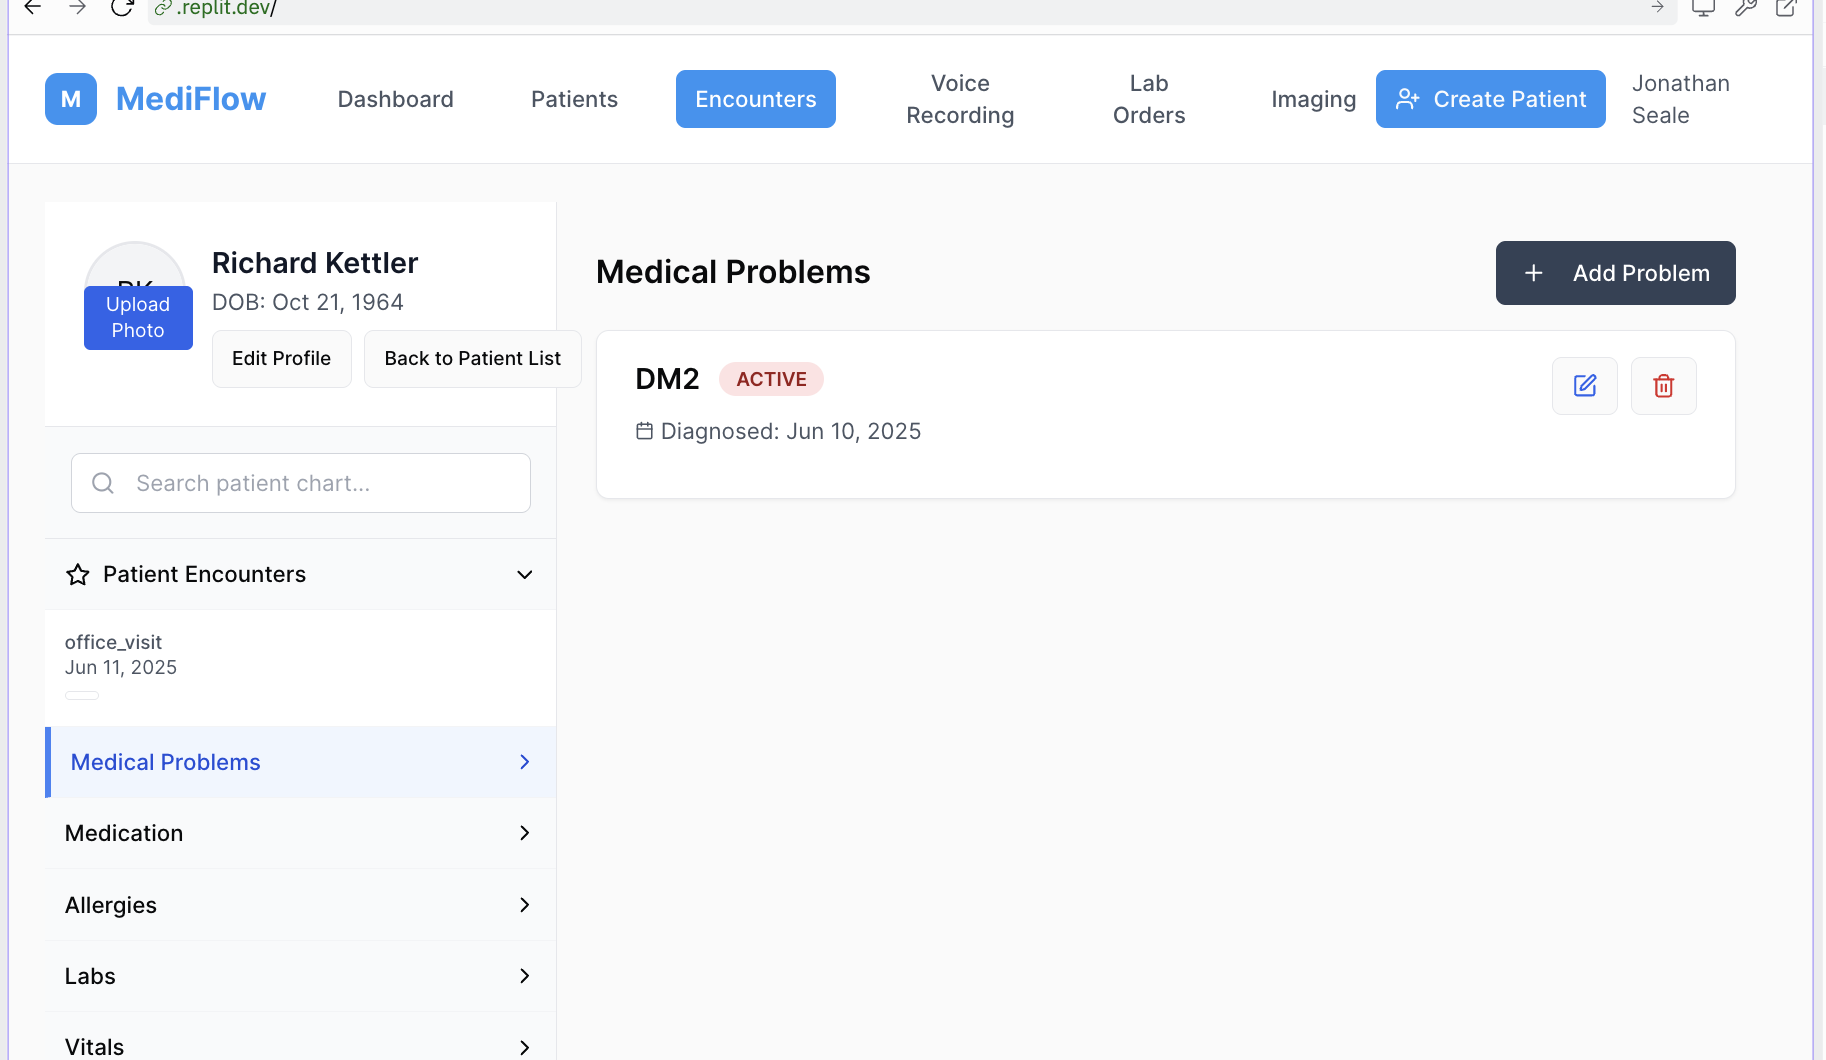 .replit.dev/
M
MediFlow
Dashboard
Patients
Encounters
Voice
Recording
Lab
Orders
Imaging
Create Patient
Jonathan
Seale
Richard Kettler
DOB: Oct 21, 1964
Upload
Photo
Edit Profile
Back to Patient List
Search patient chart...
Patient Encounters
office_visit
Jun 11, 2025
Medical Problems
Medication
Allergies
Labs
Vitals
Medical Problems
Add Problem
DM2
ACTIVE
Diagnosed: Jun 10, 2025